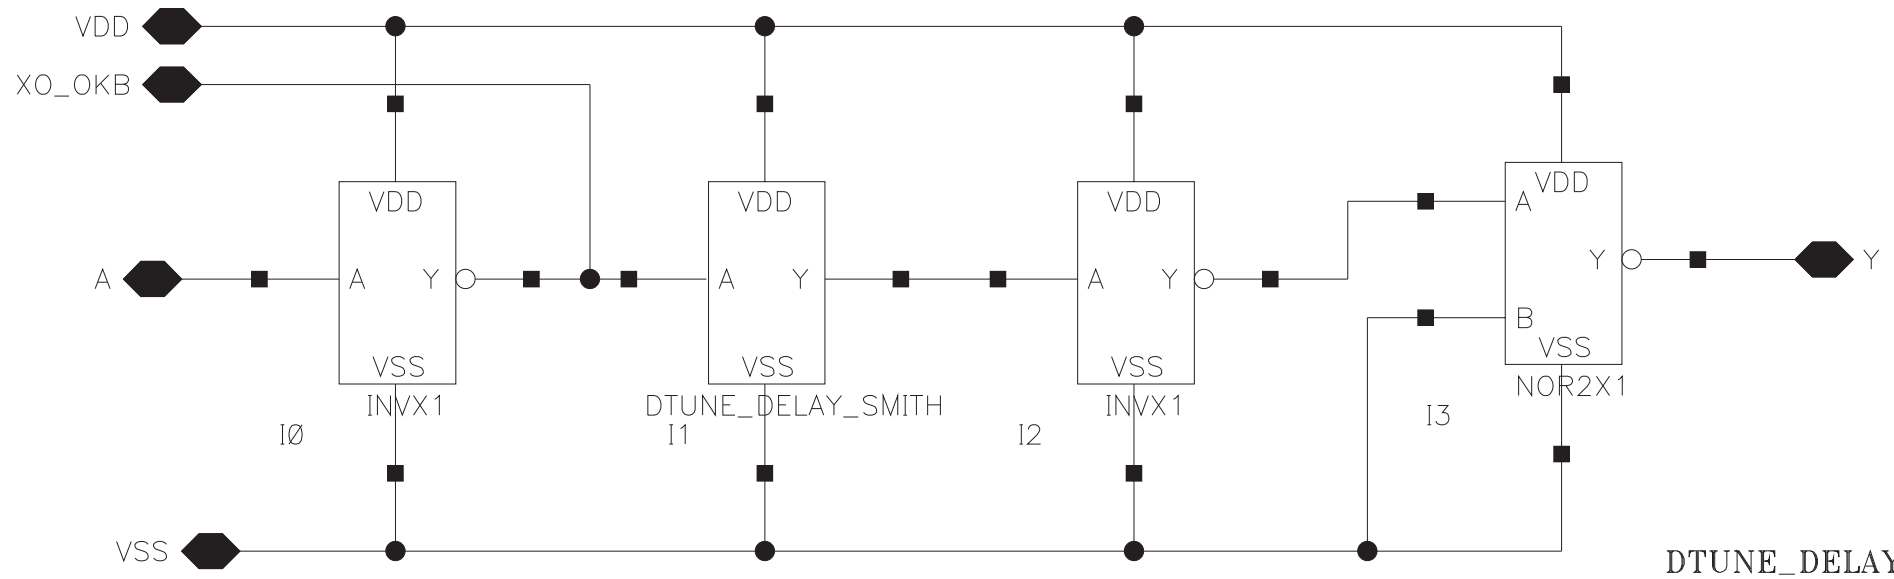 VDD
XO_OKB
VDD
VDD
VDD
VDD
A
A
Y
A
Y
A
Y
A
Y
Y
B
VSS
VSS
VSS
VSS
INVX1
DTUNE_DELAY_SMITH
INVX1
NOR2X1
I0
I1
I2
I3
VSS
DTUNE_DELAY